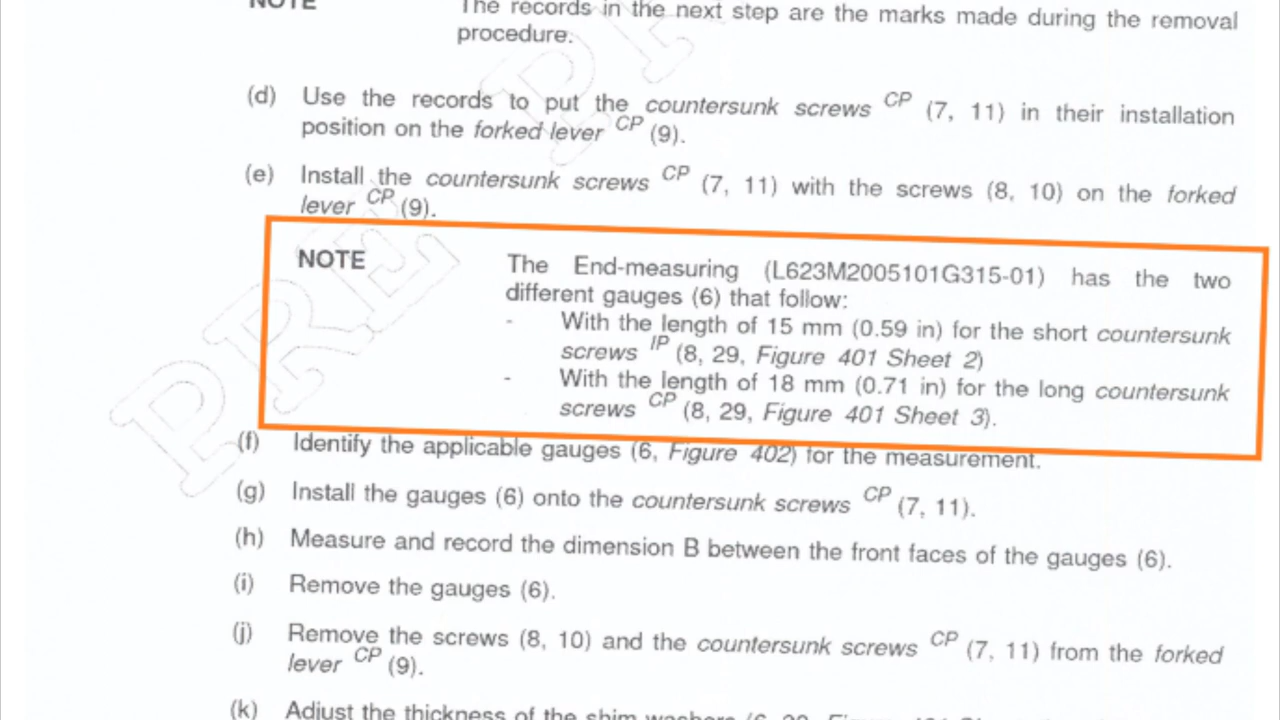 NOTE The records in the next step are the marks made during the removal
procedure.
(d) Use the records to put the countersunk screws CP (7, 11) in their installation
position on the forked lever CP (9).
(e) Install the countersunk screws CP (7, 11) with the screws (8, 10) on the forked
lever CP (9).
NOTE The End-measuring (L623M2005101G315-01) has the two
different gauges (6) that follow:
- With the length of 15 mm (0.59 in) for the short countersunk
screws IP (8, 29, Figure 401 Sheet 2)
- With the length of 18 mm (0.71 in) for the long countersunk
screws CP (8, 29, Figure 401 Sheet 3).
(f) Identify the applicable gauges (6, Figure 402) for the measurement.
(g) Install the gauges (6) onto the countersunk screws CP (7, 11).
(h) Measure and record the dimension B between the front faces of the gauges (6).
(i) Remove the gauges (6).
(j) Remove the screws (8, 10) and the countersunk screws CP (7, 11) from the forked
lever CP (9).
(k) Adjust the thickness of the shim washers
PRE